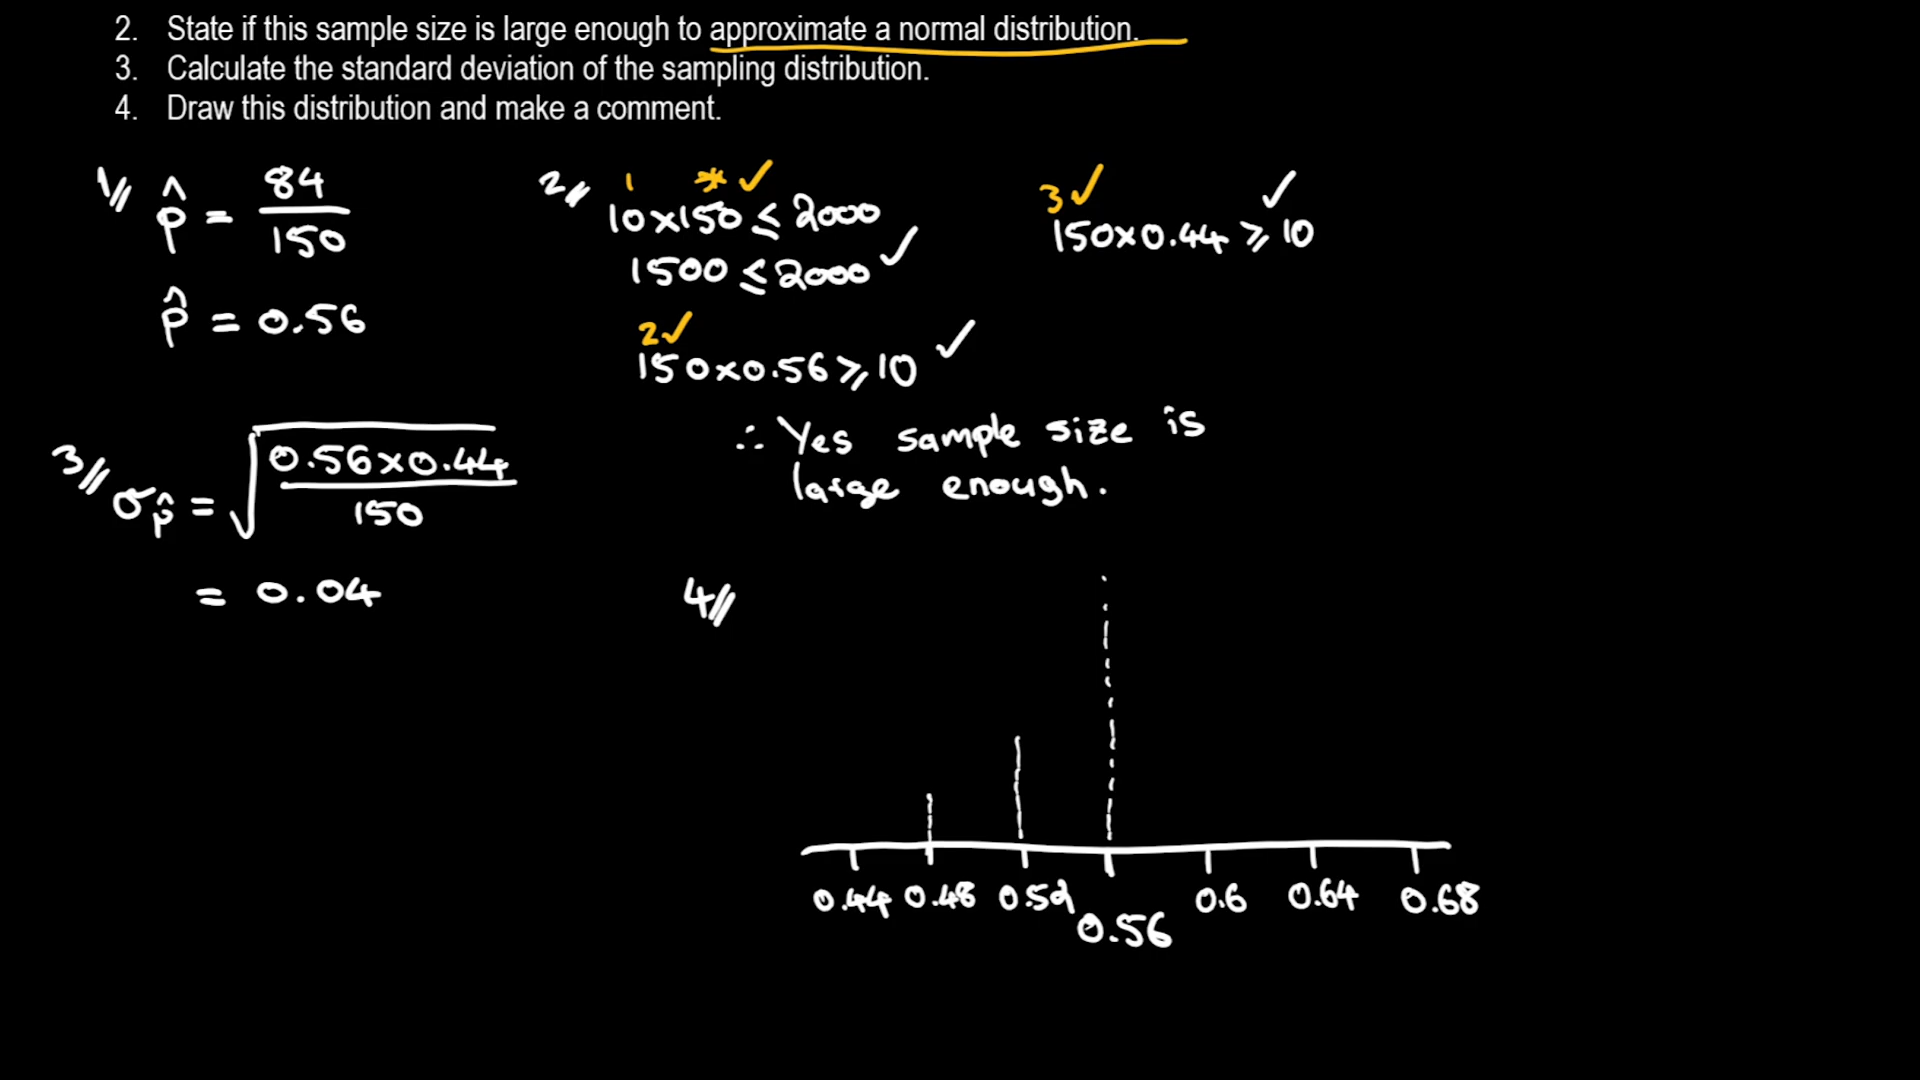 2. State if this sample size is large enough to approximate a normal distribution.
3. Calculate the standard deviation of the sampling distribution.
4. Draw this distribution and make a comment.
1// p̂ = 84/150
p̂ = 0.56
2// 1 * ✓
10×150 ≤ 2000
1500 ≤ 2000 ✓
2✓
150×0.56 ≥ 10 ✓
3✓ ✓
150×0.44 ≥ 10
∴ Yes sample size is
large enough.
3// σp̂ = √(0.56×0.44/150)
= 0.04
4//
0.44 0.48 0.52 0.56 0.6 0.64 0.68